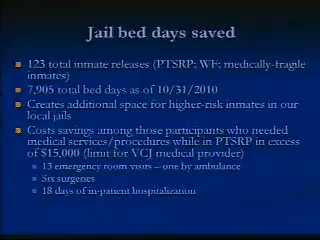 Jail bed days saved
123 total inmate releases (PTSRP; WF; medically-fragile
inmates)
7,905 total bed days as of 10/31/2010
Creates additional space for higher-risk inmates in our
local jails
Costs savings among those participants who needed
medical services/procedures while in PTSRP in excess
of $15,000 (limit for VCJ medical provider)
13 emergency room visits – one by ambulance
Six surgeries
18 days of in-patient hospitalization